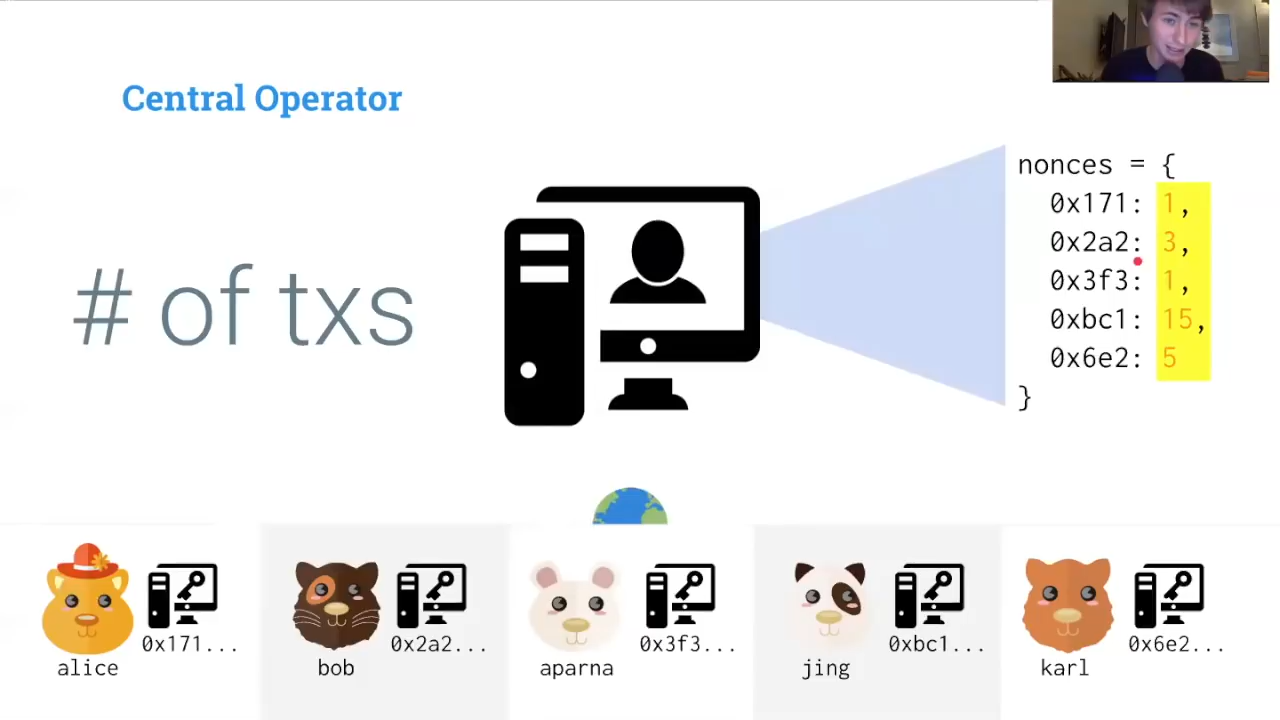 Central Operator
# of txs
nonces = {
0x171: 1,
0x2a2: 3,
0x3f3: 1,
0xbc1: 15,
0x6e2: 5
}
0x171...
alice
0x2a2...
bob
0x3f3...
aparna
0xbc1...
jing
0x6e2...
karl